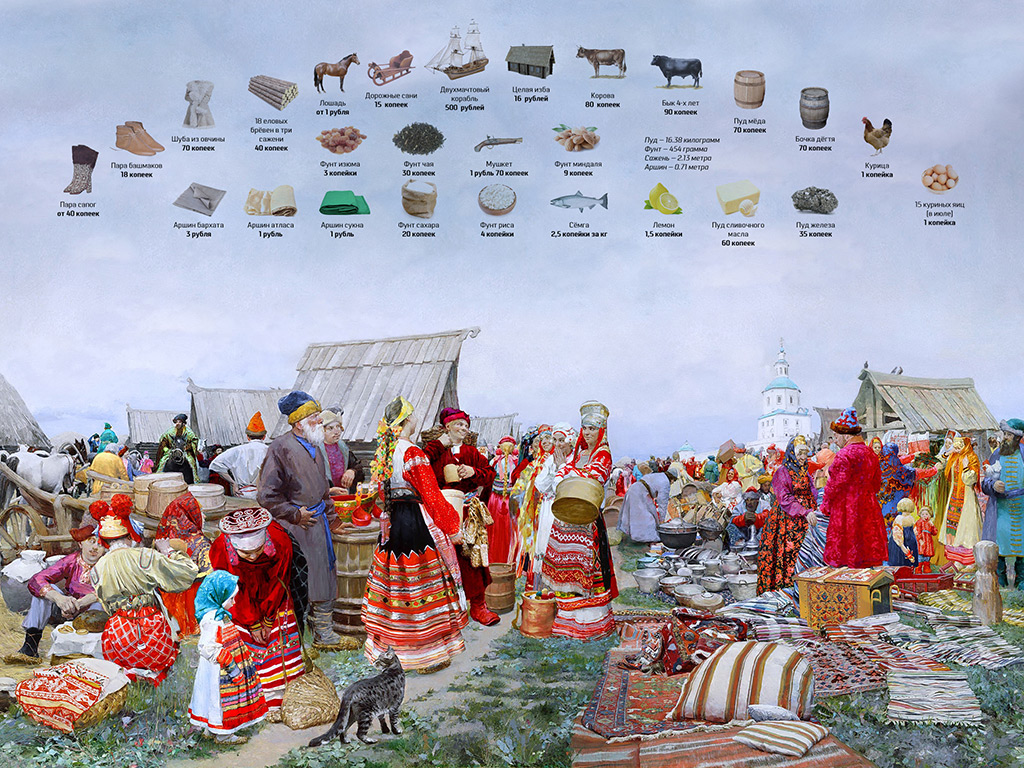 Лошадь
от 1 рубля
Дорожные сани
15 копеек
Двухмачтовый
корабль
500 рублей
Целая изба
16 рублей
Корова
80 копеек
Бык 4-х лет
90 копеек
Пуд мёда
70 копеек
Бочка дёгтя
70 копеек
Курица
1 копейка
15 куриных яиц
(в июле)
1 копейка
18 еловых
брёвен в три
сажени
40 копеек
Шуба из овчины
70 копеек
Пара башмаков
18 копеек
Пара сапог
от 40 копеек
Фунт изюма
3 копейки
Фунт чая
30 копеек
Мушкет
1 рубль 70 копеек
Фунт миндаля
9 копеек
Пуд – 16.38 килограмм
Фунт – 454 грамма
Сажень – 2.13 метра
Аршин – 0.71 метра
Аршин бархата
3 рубля
Аршин атласа
1 рубль
Аршин сукна
1 рубль
Фунт сахара
20 копеек
Фунт риса
4 копейки
Сёмга
2,5 копейки за кг
Лимон
1,5 копейки
Пуд сливочного
масла
60 копеек
Пуд железа
35 копеек